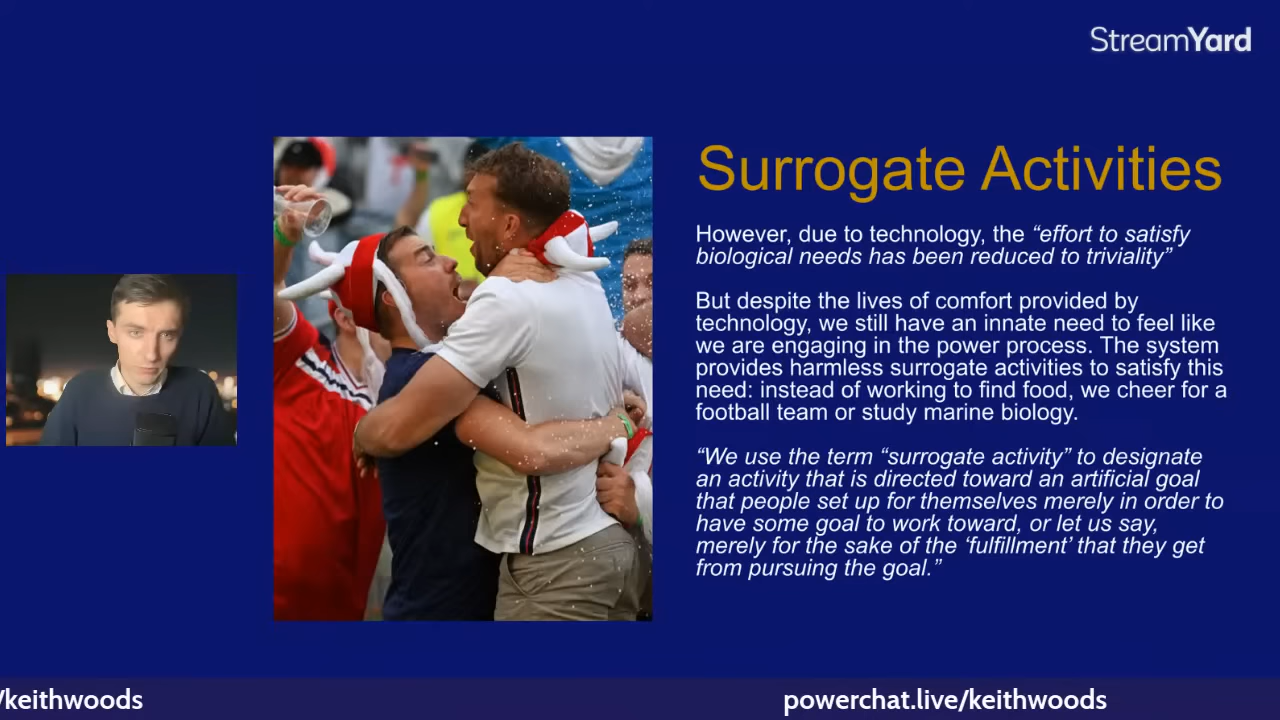 StreamYard
Surrogate Activities
However, due to technology, the “effort to satisfy
biological needs has been reduced to triviality”
But despite the lives of comfort provided by
technology, we still have an innate need to feel like
we are engaging in the power process. The system
provides harmless surrogate activities to satisfy this
need: instead of working to find food, we cheer for a
football team or study marine biology.
“We use the term “surrogate activity” to designate
an activity that is directed toward an artificial goal
that people set up for themselves merely in order to
have some goal to work toward, or let us say,
merely for the sake of the ‘fulfillment’ that they get
from pursuing the goal.”
/keithwoods
powerchat.live/keithwoods